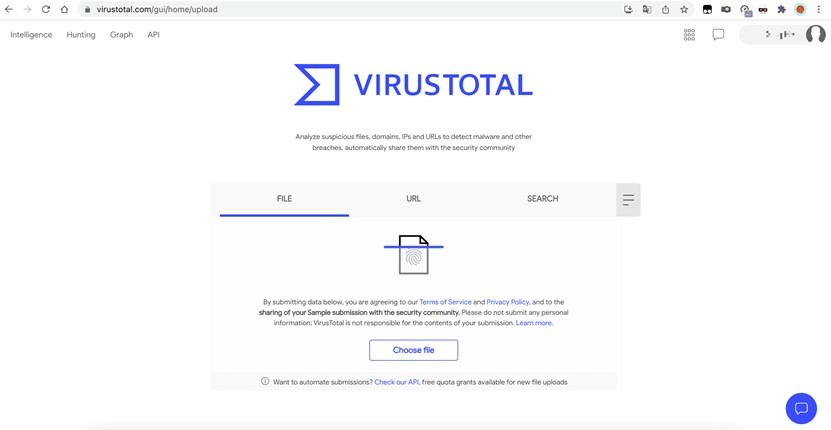 virustotal.com/gui/home/upload
Intelligence Hunting Graph API
VIRUSTOTAL
Analyze suspicious files, domains, IPs and URLs to detect malware and other
breaches, automatically share them with the security community
FILE URL SEARCH
By submitting data below, you are agreeing to our Terms of Service and Privacy Policy, and to the
sharing of your Sample submission with the security community. Please do not submit any personal
information; VirusTotal is not responsible for the contents of your submission. Learn more.
Choose file
Want to automate submissions? Check our API, free quota grants available for new file uploads